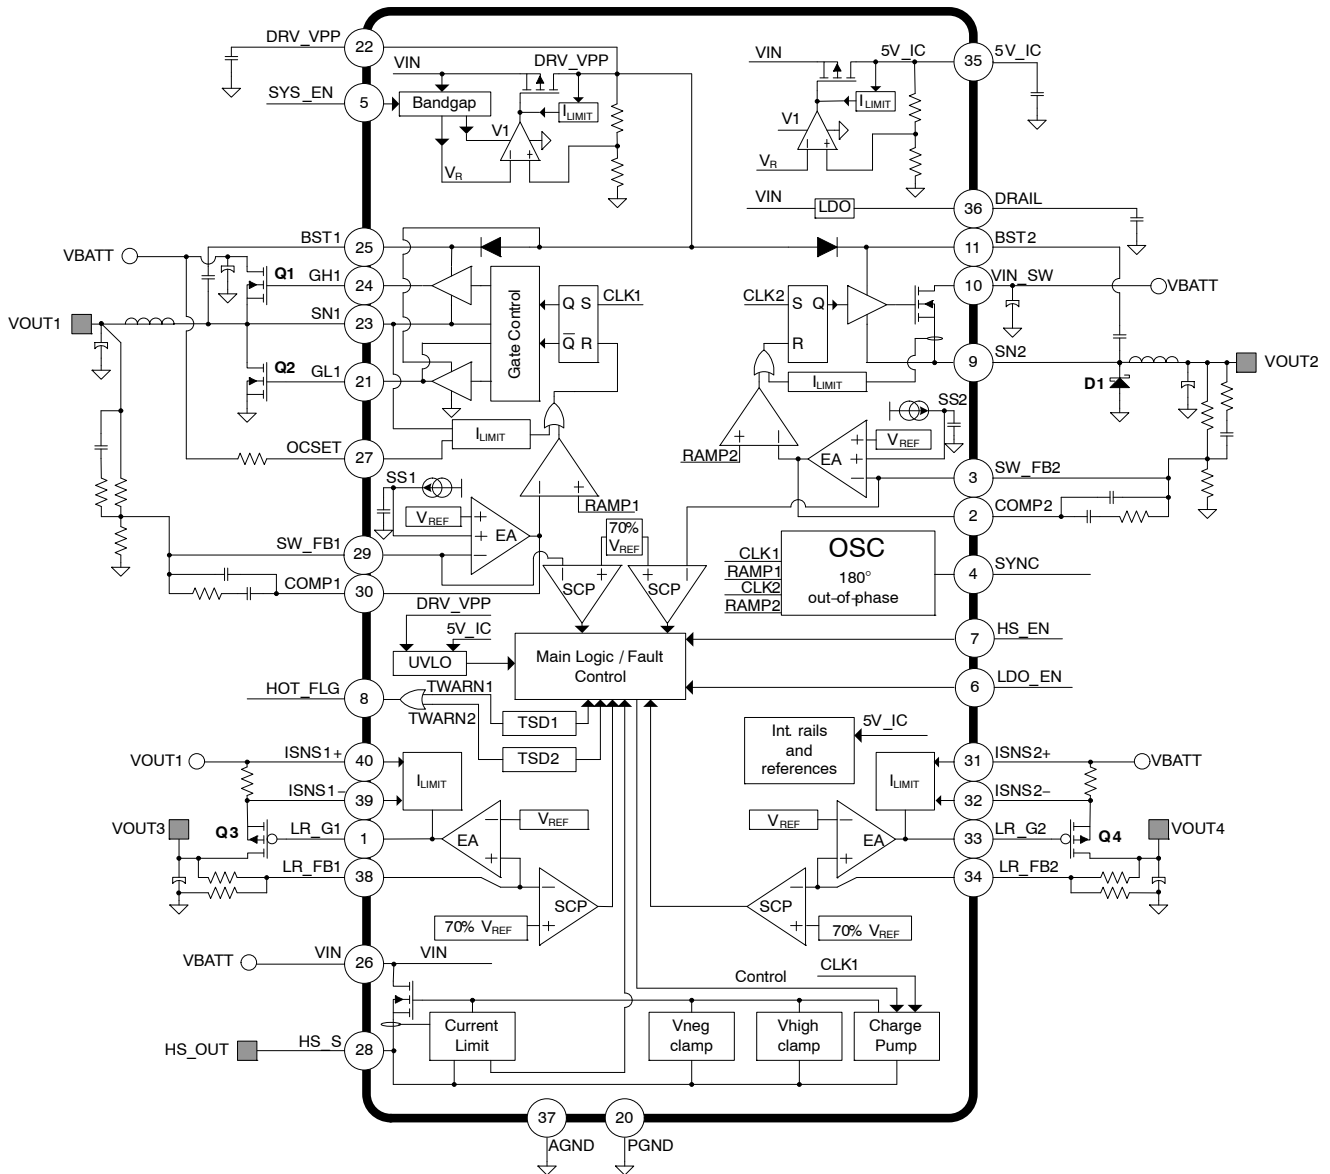 DRV_VPP
22
VIN
DRV_VPP
SYS_EN
5
Bandgap
ILIMIT
V1
VR
VIN
5V_IC
35
5V_IC
ILIMIT
V1
VR
VIN
LDO
36
DRAIL
BST1
25
11
BST2
VBATT
Q1
GH1
24
10
VIN_SW
VBATT
VOUT1
SN1
23
Gate Control
Q S
Q R
CLK1
CLK2
S Q
R
9
SN2
VOUT2
D1
Q2
GL1
21
ILIMIT
ILIMIT
SS2
VREF
EA
RAMP2
OCSET
27
SS1
VREF
EA
RAMP1
3
SW_FB2
2
COMP2
SW_FB1
29
COMP1
30
70%
VREF
SCP
SCP
CLK1
RAMP1
CLK2
RAMP2
OSC
180°
out-of-phase
4
SYNC
DRV_VPP
5V_IC
UVLO
Main Logic / Fault
Control
7
HS_EN
6
LDO_EN
HOT_FLG
8
TWARN1
TWARN2
TSD1
TSD2
Int. rails
and
references
5V_IC
VOUT1
ISNS1+
40
ISNS1-
39
ILIMIT
ILIMIT
31
ISNS2+
VBATT
32
ISNS2-
VOUT3
Q3
LR_G1
1
EA
VREF
VREF
EA
33
LR_G2
Q4
VOUT4
LR_FB1
38
SCP
70% VREF
SCP
70% VREF
34
LR_FB2
VBATT
VIN
26
VIN
Control
CLK1
HS_OUT
HS_S
28
Current
Limit
Vneg
clamp
Vhigh
clamp
Charge
Pump
37
AGND
20
PGND